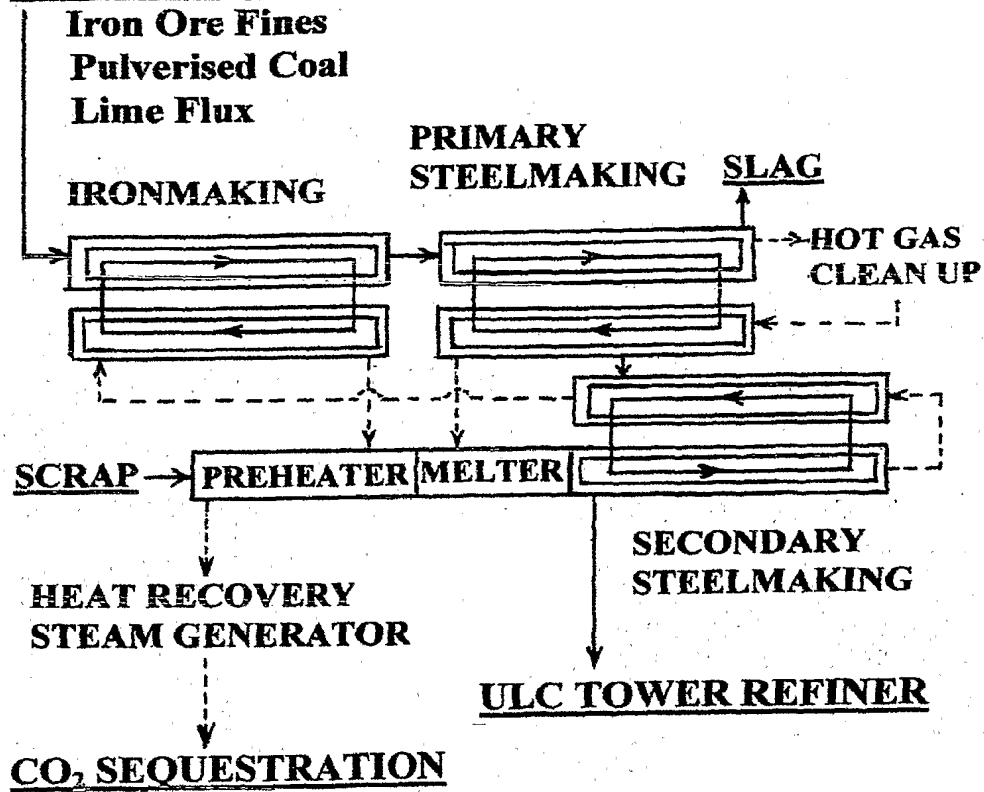 Iron Ore Fines
Pulverised Coal
Lime Flux
PRIMARY
STEELMAKING
SLAG
IRONMAKING
HOT GAS
CLEAN UP
SCRAP
PREHEATER
MELTER
SECONDARY
STEELMAKING
HEAT RECOVERY
STEAM GENERATOR
ULC TOWER REFINER
CO₂ SEQUESTRATION